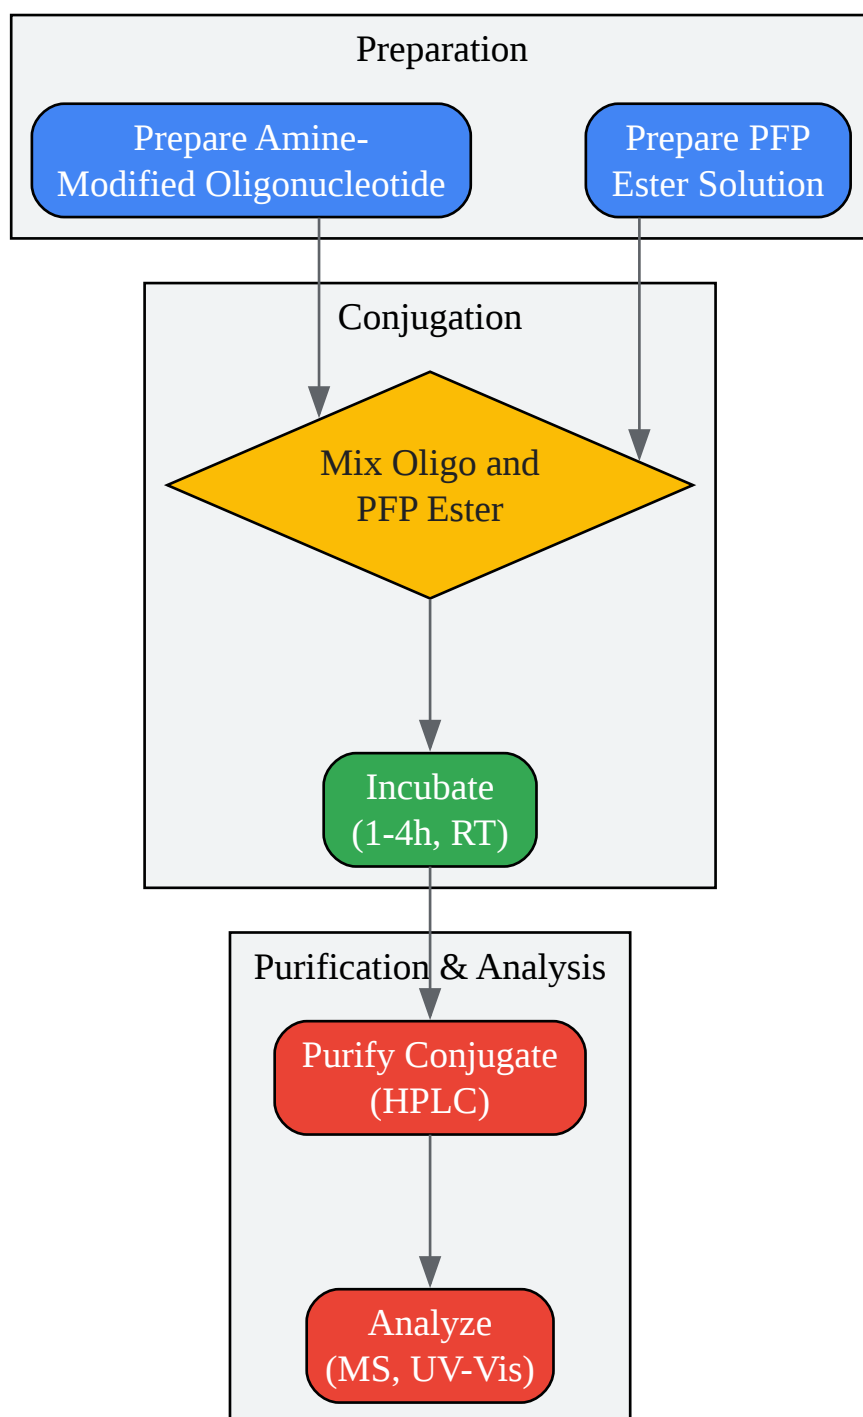 Preparation
Prepare Amine-
Modified Oligonucleotide
Prepare PFP
Ester Solution
Conjugation
Mix Oligo and
PFP Ester
Incubate
(1-4h, RT)
Purification & Analysis
Purify Conjugate
(HPLC)
Analyze
(MS, UV-Vis)